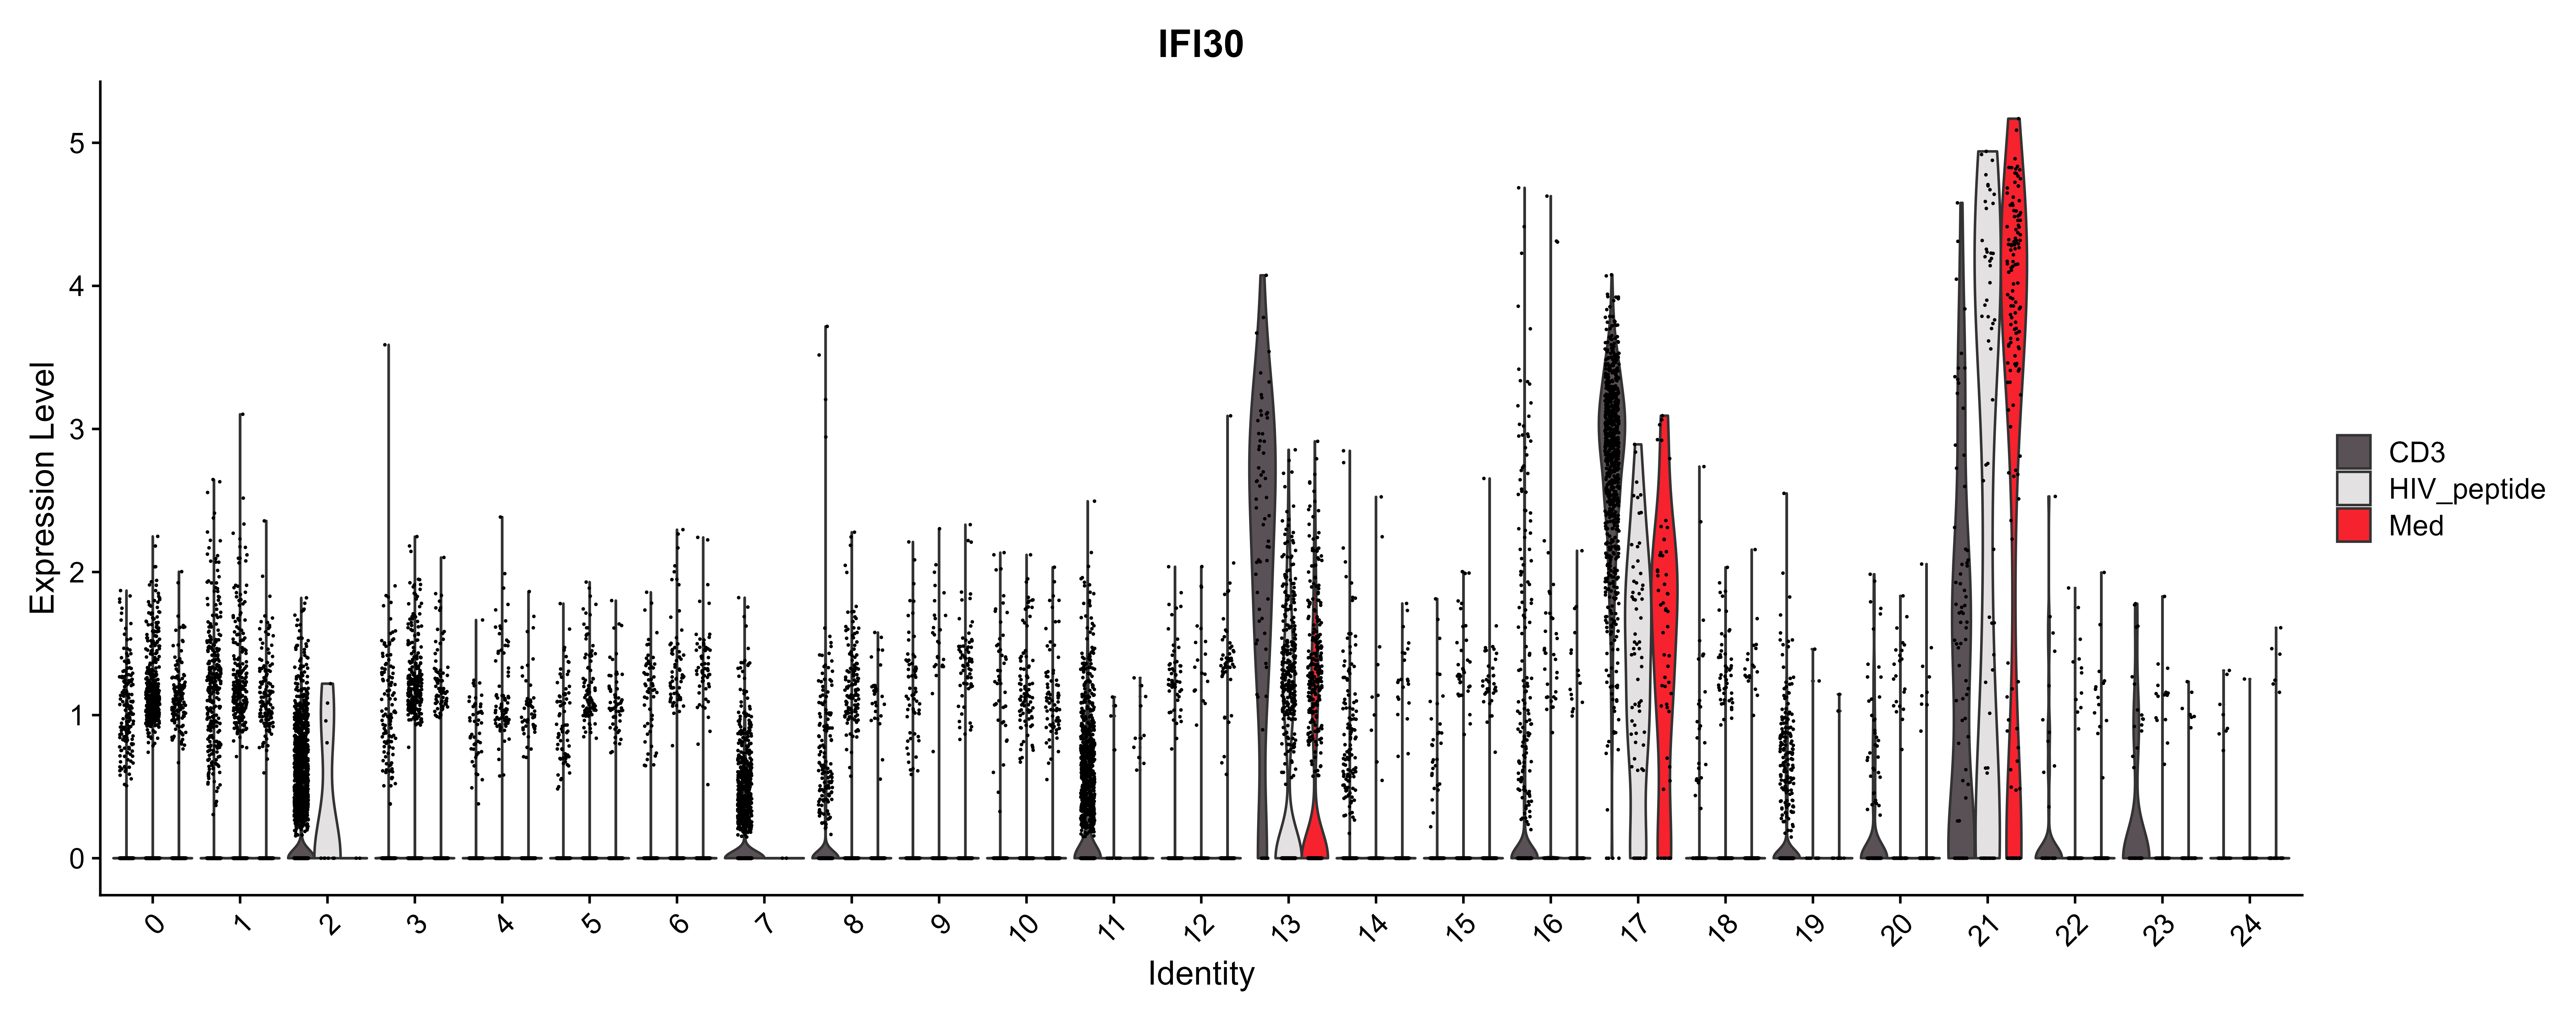 IFI30
Expression Level
5
4
3
2
1
0
0 1 2 3 4 5 6 7 8 9 10 11 12 13 14 15 16 17 18 19 20 21 22 23 24
Identity
CD3
HIV_peptide
Med